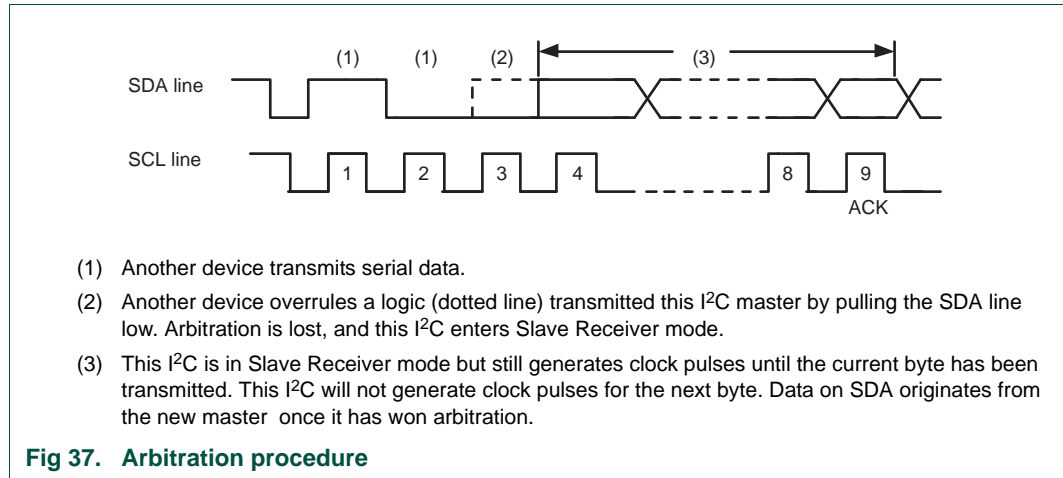 (1) (1) (2) (3)
SDA line
SCL line
1 2 3 4 8 9
ACK
(1) Another device transmits serial data.
(2) Another device overrules a logic (dotted line) transmitted this I²C master by pulling the SDA line
low. Arbitration is lost, and this I²C enters Slave Receiver mode.
(3) This I²C is in Slave Receiver mode but still generates clock pulses until the current byte has been
transmitted. This I²C will not generate clock pulses for the next byte. Data on SDA originates from
the new master once it has won arbitration.
Fig 37. Arbitration procedure